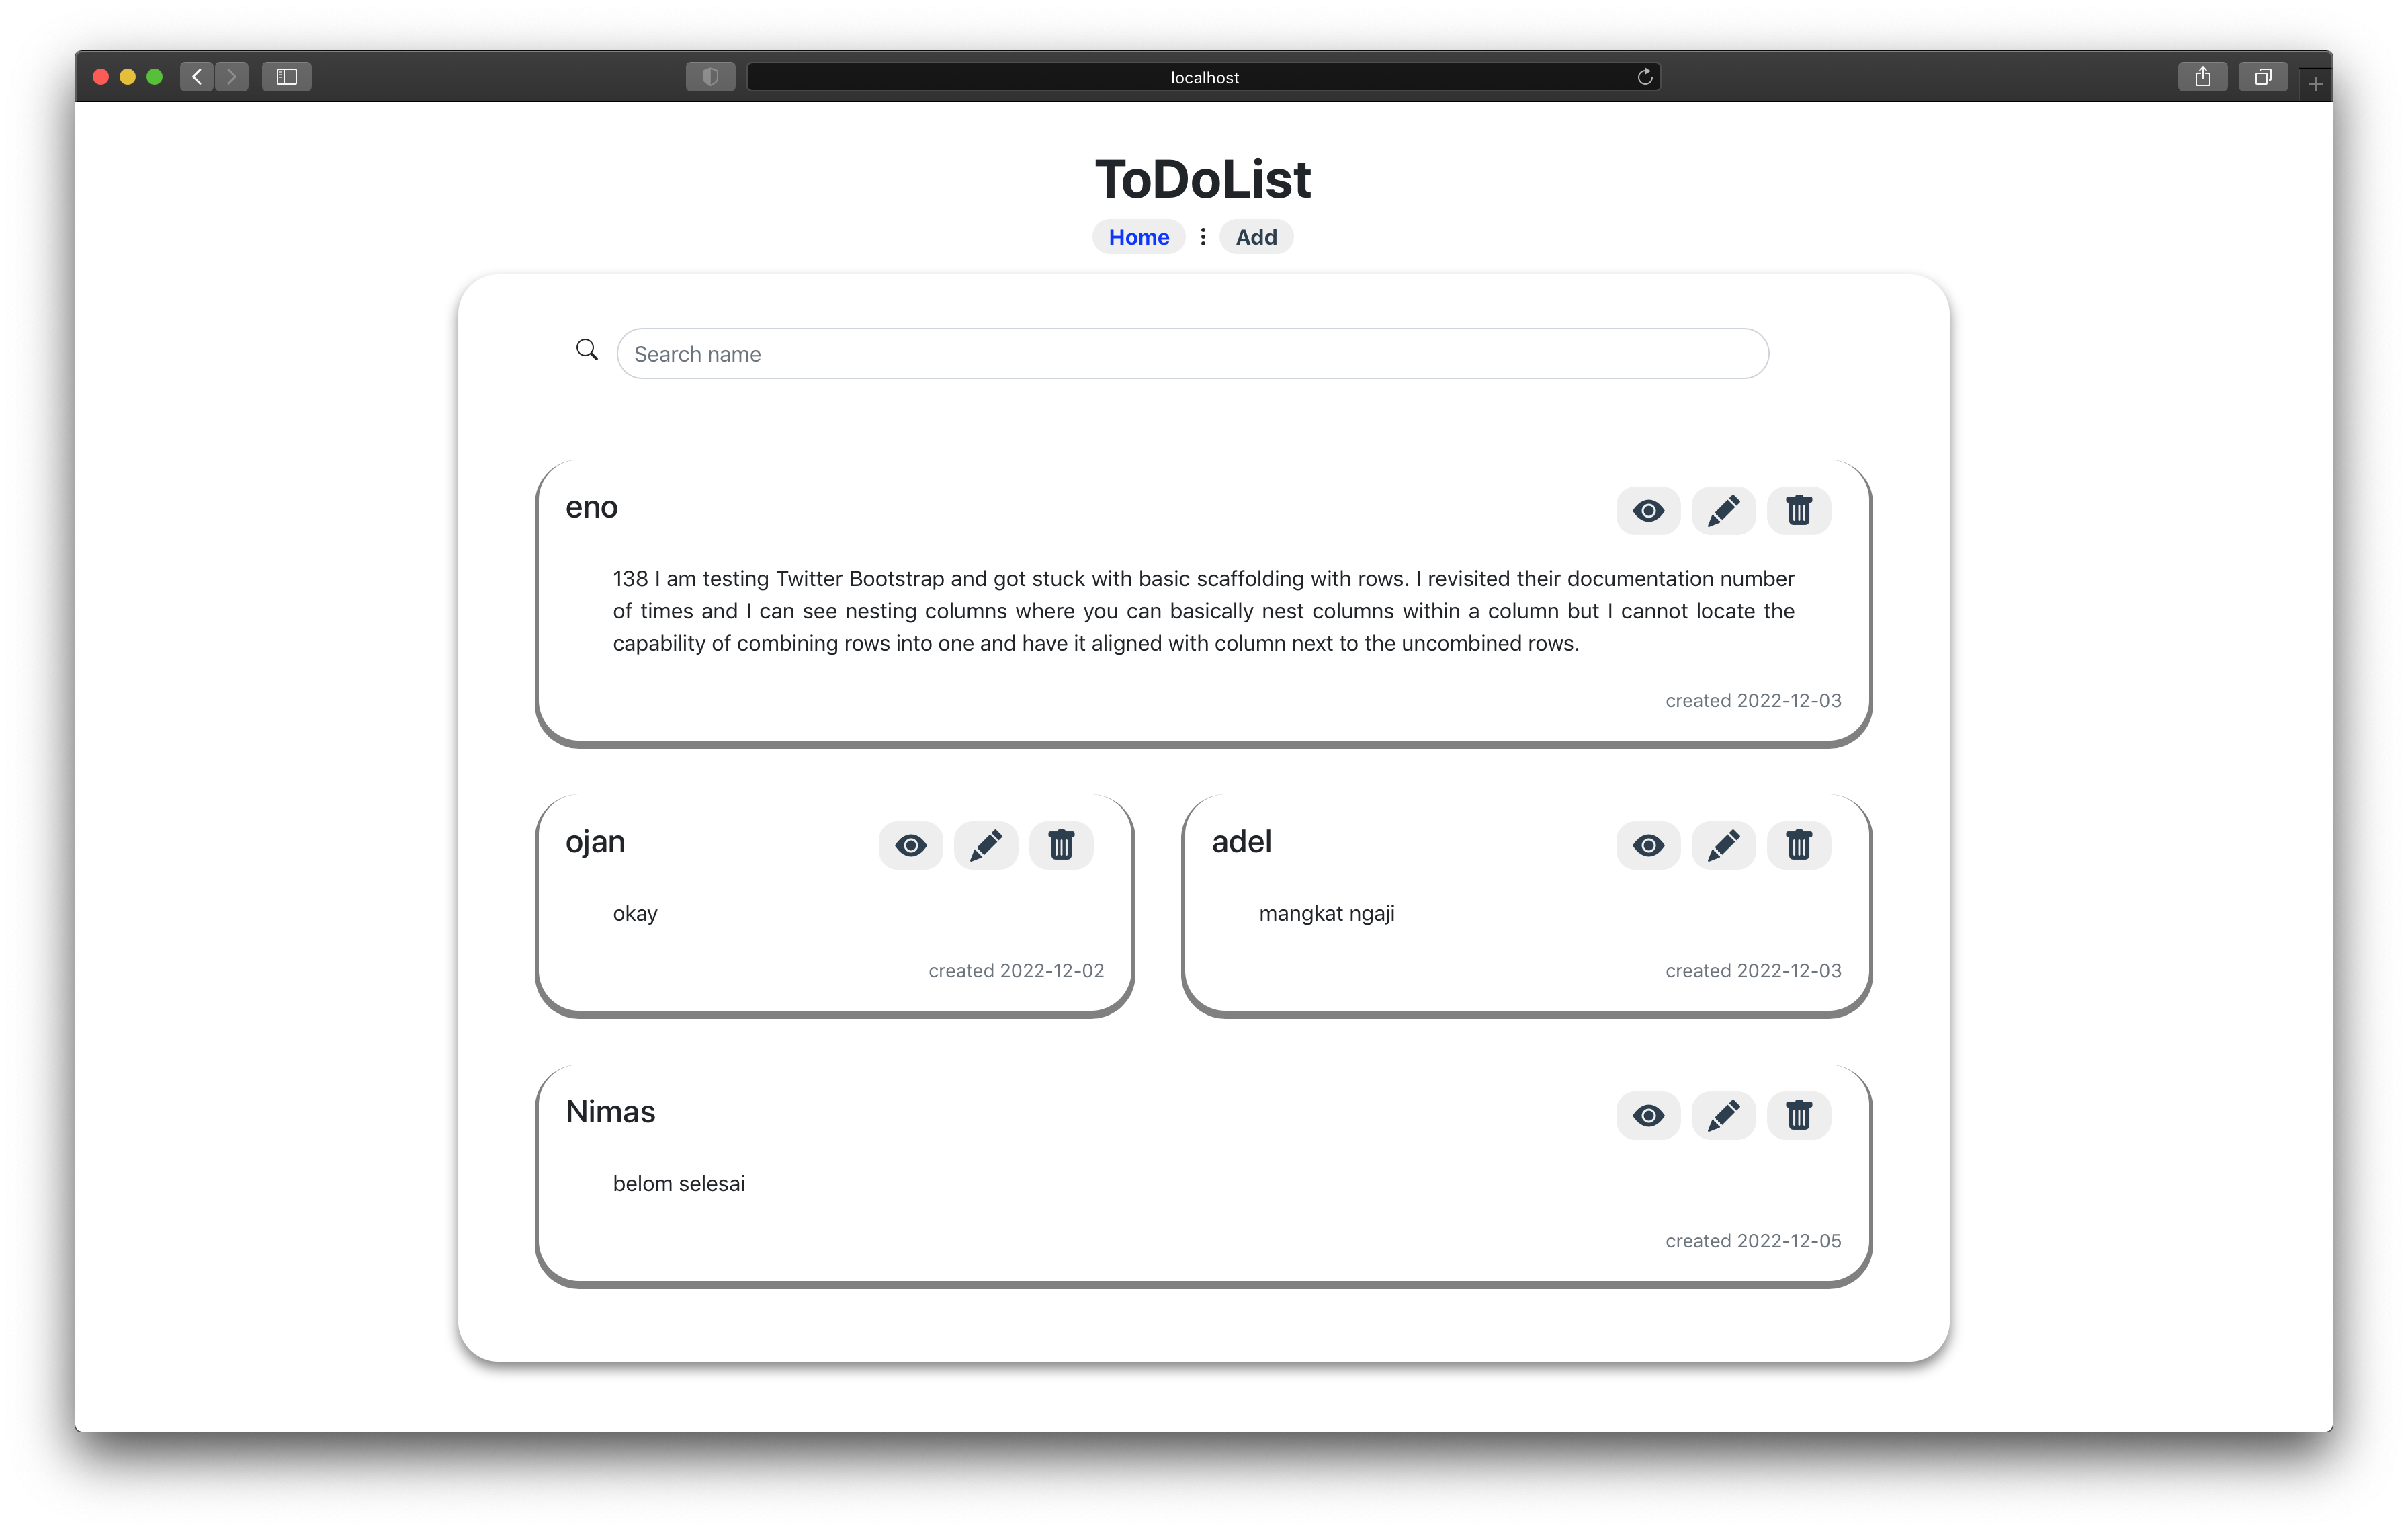 localhost
ToDoList
Home
Add
Search name
eno
138 I am testing Twitter Bootstrap and got stuck with basic scaffolding with rows. I revisited their documentation number
of times and I can see nesting columns where you can basically nest columns within a column but I cannot locate the
capability of combining rows into one and have it aligned with column next to the uncombined rows.
created 2022-12-03
ojan
okay
created 2022-12-02
adel
mangkat ngaji
created 2022-12-03
Nimas
belom selesai
created 2022-12-05